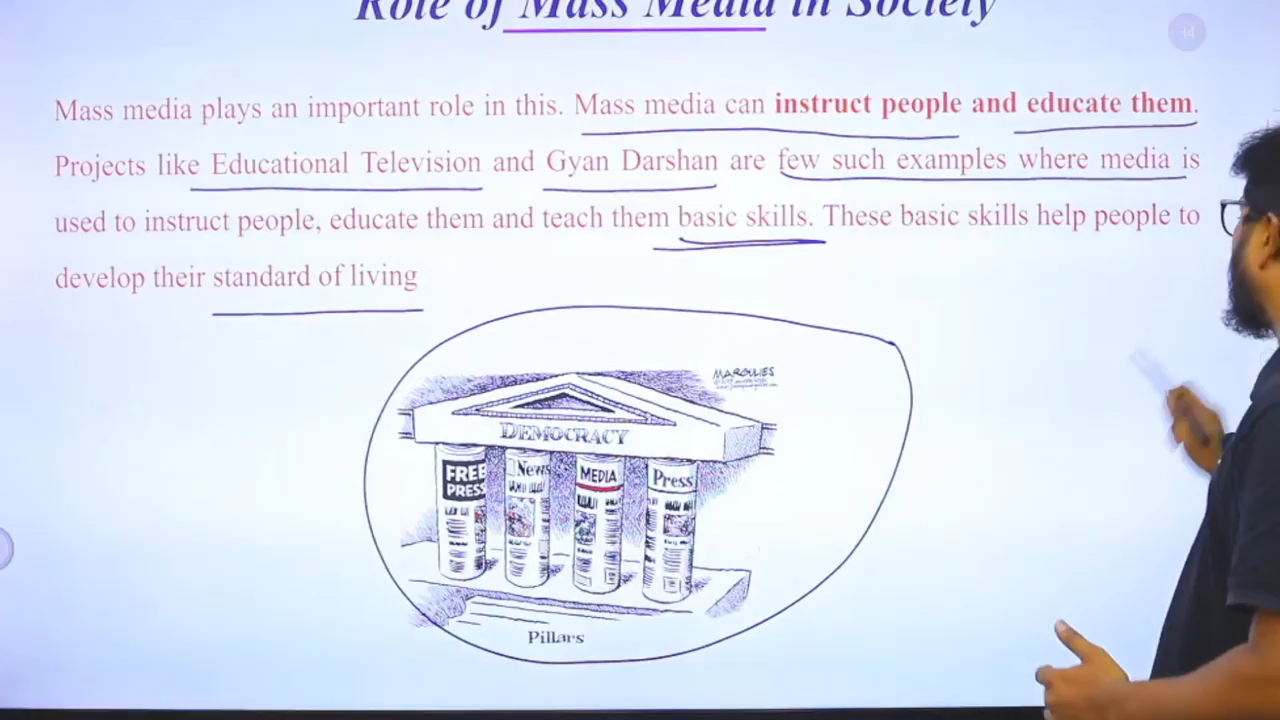 Role of Mass Media in Society
14
Mass media plays an important role in this. Mass media can instruct people and educate them.
Projects like Educational Television and Gyan Darshan are few such examples where media is
used to instruct people, educate them and teach them basic skills. These basic skills help people to
develop their standard of living
MARGULIES
DEMOCRACY
FREE PRESS
News
MEDIA
Press
Pillars